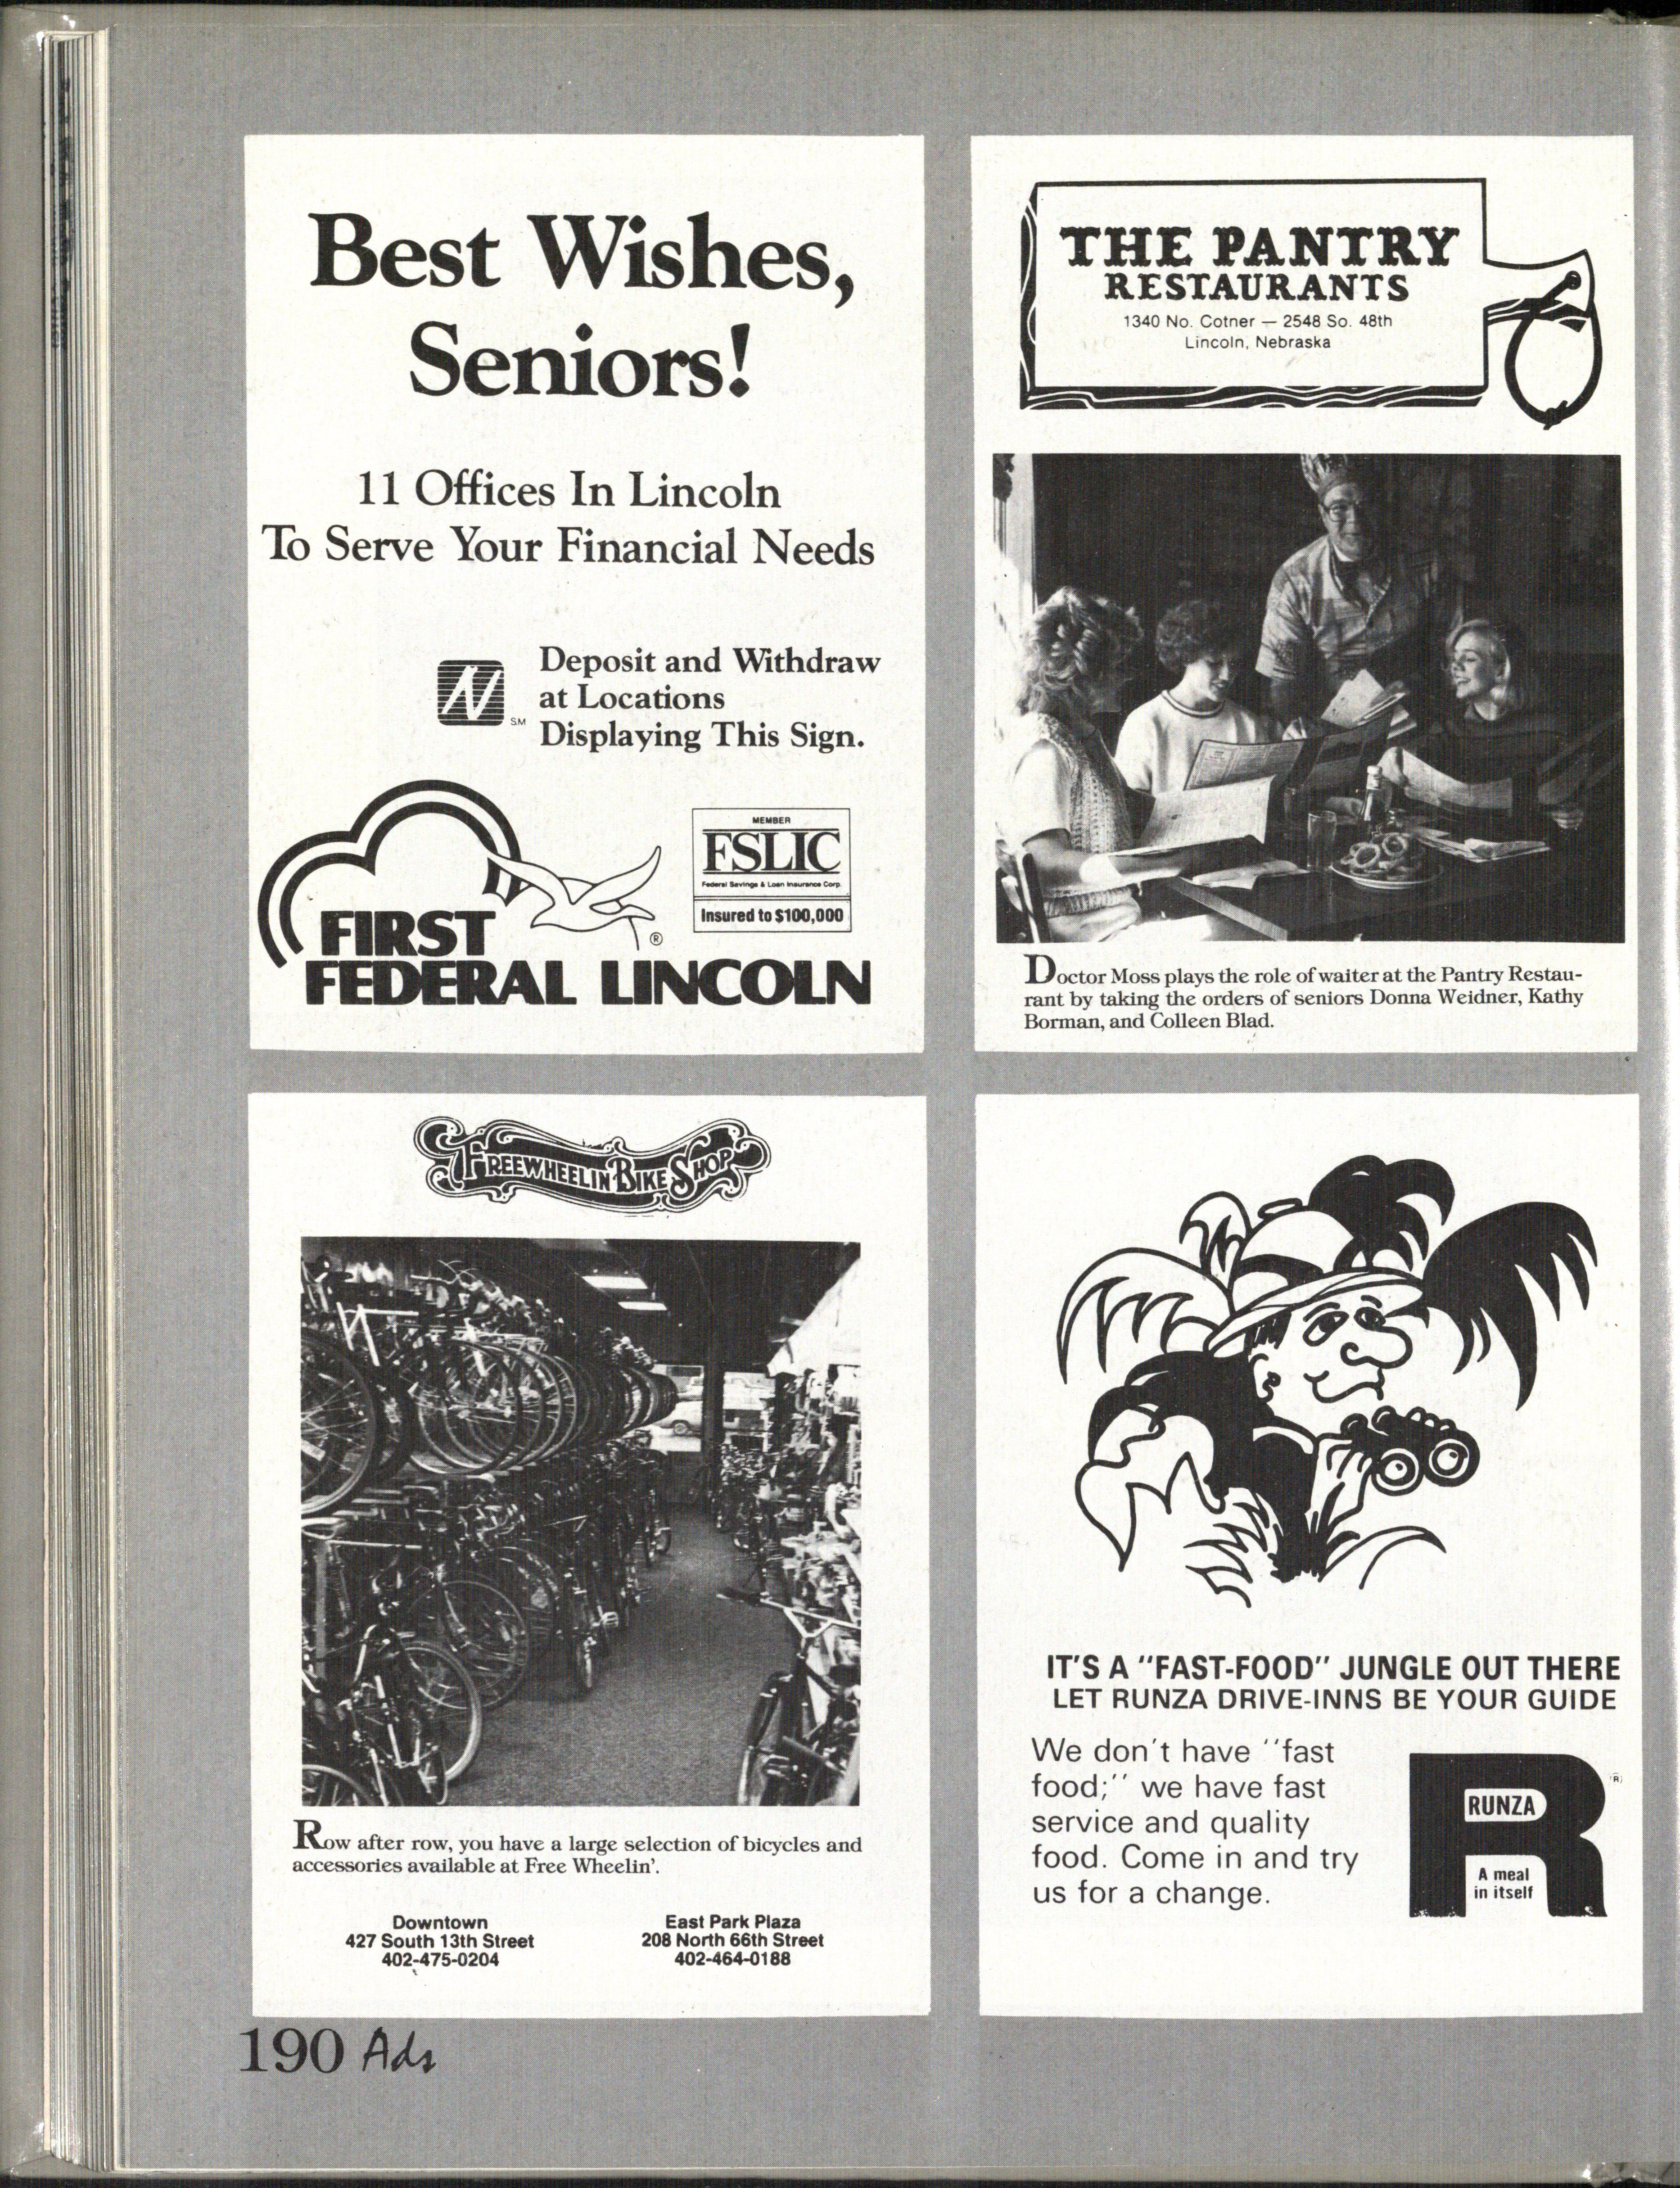 Best Wishes,
Seniors!
11 Offices In Lincoln
To Serve Your Financial Needs
N
SM
Deposit and Withdraw
at Locations
Displaying This Sign.
MEMBER
FSLIC
Federal Savings & Loan Insurance Corp.
Insured to $100,000
FIRST
®
FEDERAL LINCOLN
THE PANTRY
RESTAURANTS
1340 No. Cotner — 2548 So. 48th
Lincoln, Nebraska
Doctor Moss plays the role of waiter at the Pantry Restau-
rant by taking the orders of seniors Donna Weidner, Kathy
Borman, and Colleen Blad.
FREEWHEELIN BIKE SHOP
Row after row, you have a large selection of bicycles and
accessories available at Free Wheelin'.
Downtown
427 South 13th Street
402-475-0204
East Park Plaza
208 North 66th Street
402-464-0188
IT'S A "FAST-FOOD" JUNGLE OUT THERE
LET RUNZA DRIVE-INNS BE YOUR GUIDE
We don't have ''fast
food;'' we have fast
service and quality
food. Come in and try
us for a change.
R
®
RUNZA
A meal
in itself
190 Ads